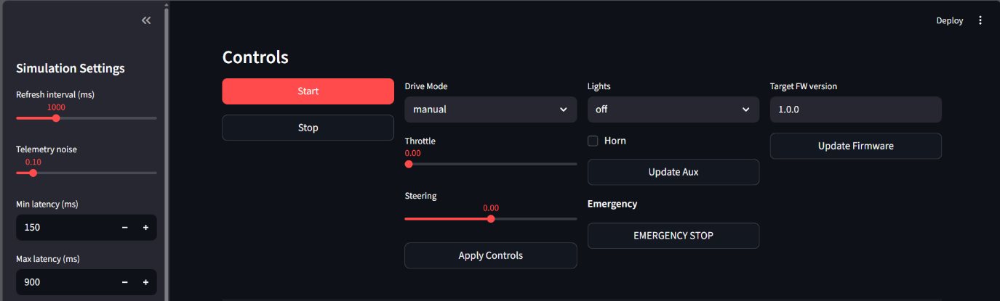 Deploy
Simulation Settings
Refresh interval (ms)
1000
Telemetry noise
0.10
Min latency (ms)
150
Max latency (ms)
900
Controls
Start
Stop
Drive Mode
manual
Throttle
0.00
Steering
0.00
Apply Controls
Lights
off
Horn
Update Aux
Emergency
EMERGENCY STOP
Target FW version
1.0.0
Update Firmware